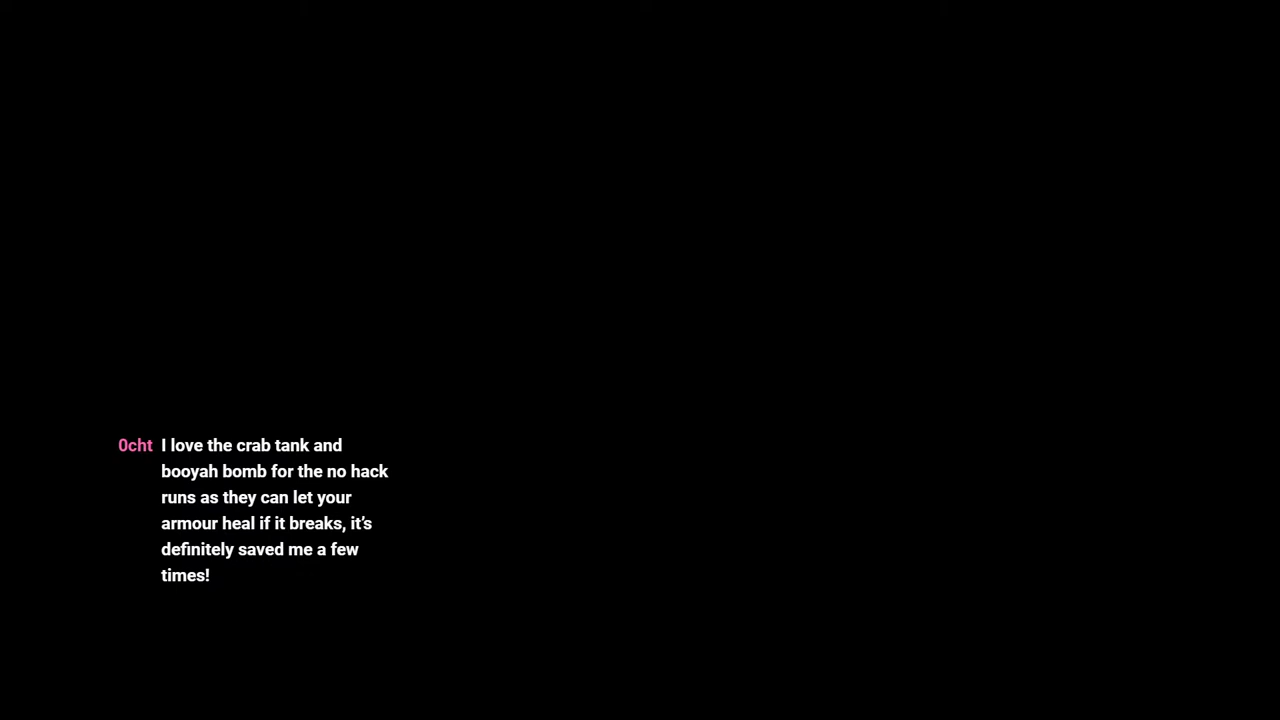 0cht I love the crab tank and
booyah bomb for the no hack
runs as they can let your
armour heal if it breaks, it’s
definitely saved me a few
times!